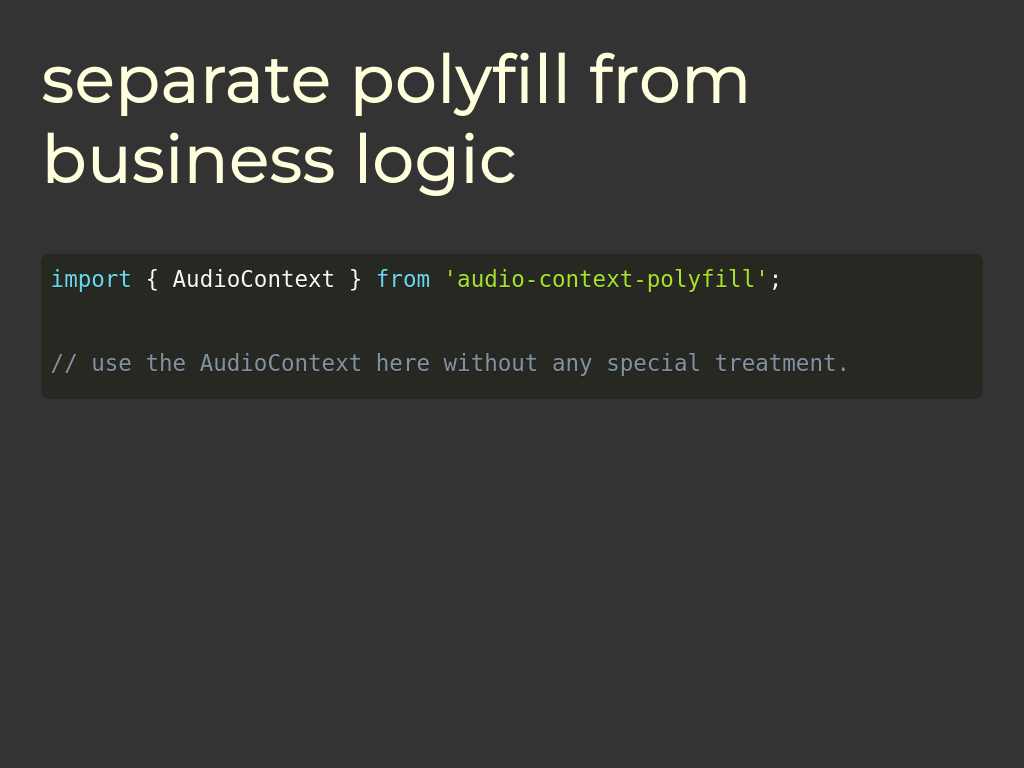 separate polyfill from
business logic
import { AudioContext } from 'audio-context-polyfill';
// use the AudioContext here without any special treatment.